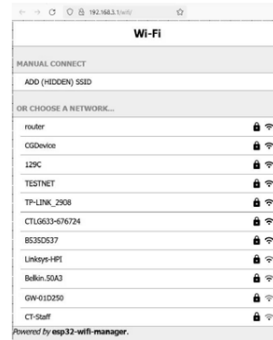 192.168.1.1/wifi/
Wi-Fi
MANUAL CONNECT
ADD (HIDDEN) SSID
OR CHOOSE A NETWORK...
router
CGDevice
129C
TESTNET
TP-LINK_2908
CTLG633-676724
BS35D537
Linksys-HPI
Belkin.50A3
GW-01D250
CT-Staff
Powered by esp32-wifi-manager.